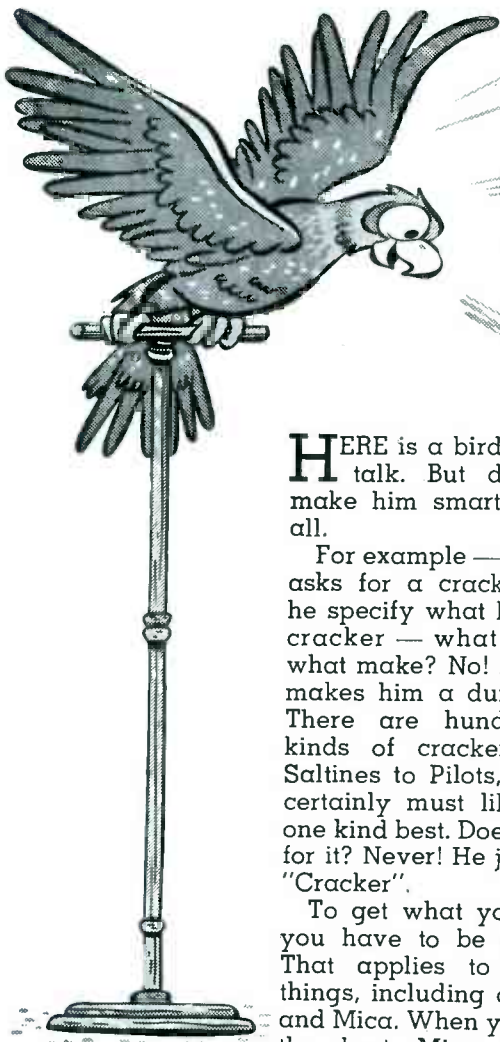 HERE is a bird
talk. But d
make him smart
all.
For example —
asks for a crack
he specify what
cracker — what
what make? No!
makes him a du
There are hund
kinds of cracker
Saltines to Pilots,
certainly must lik
one kind best. Doe
for it? Never! He j
"Cracker".
To get what yo
you have to be
That applies to
things, including
and Mica. When y